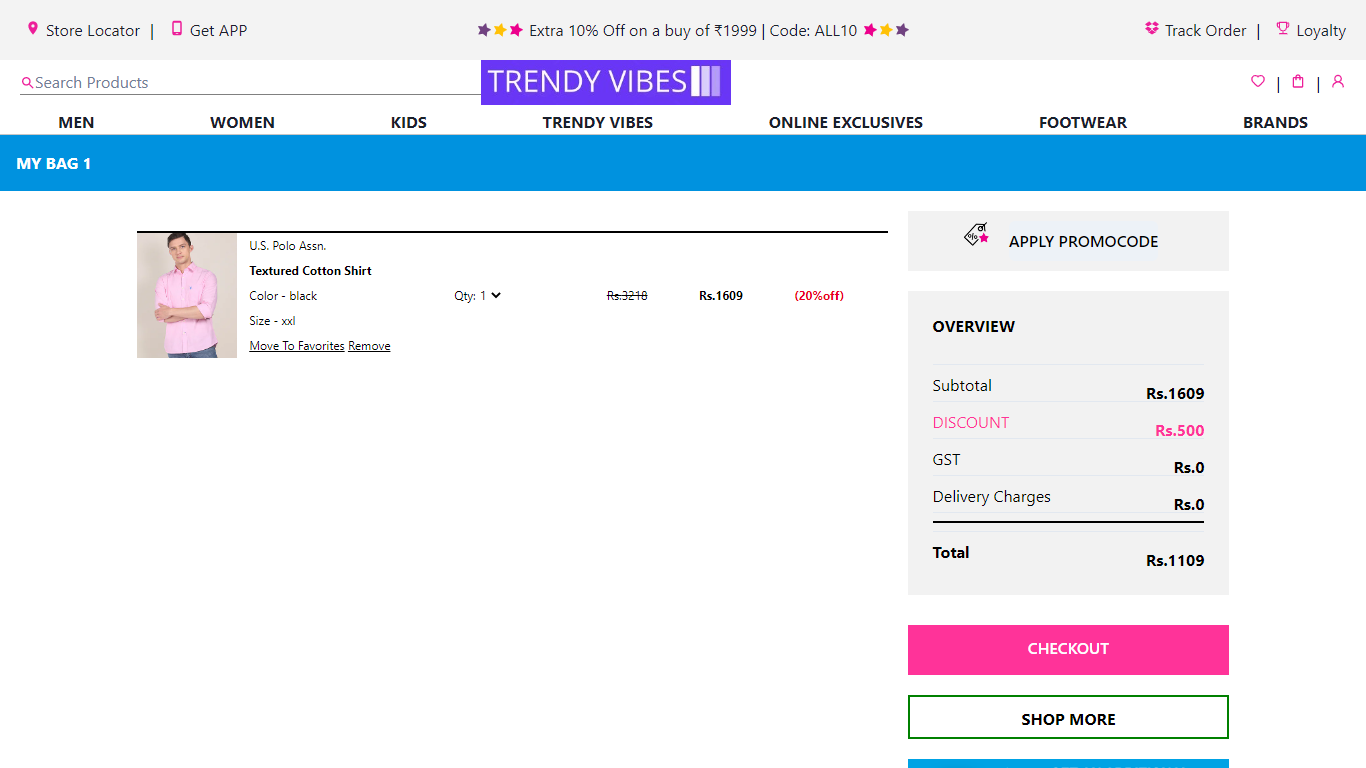 Store Locator | Get APP
Extra 10% Off on a buy of ₹1999 | Code: ALL10
Track Order | Loyalty
Search Products
TRENDY VIBES
| |
MEN WOMEN KIDS TRENDY VIBES ONLINE EXCLUSIVES FOOTWEAR BRANDS
MY BAG 1
U.S. Polo Assn.
Textured Cotton Shirt
Color - black Qty: 1 Rs.3218 Rs.1609 (20%off)
Size - xxl
Move To Favorites Remove
% APPLY PROMOCODE
OVERVIEW
Subtotal Rs.1609
DISCOUNT Rs.500
GST Rs.0
Delivery Charges Rs.0
Total Rs.1109
CHECKOUT
SHOP MORE